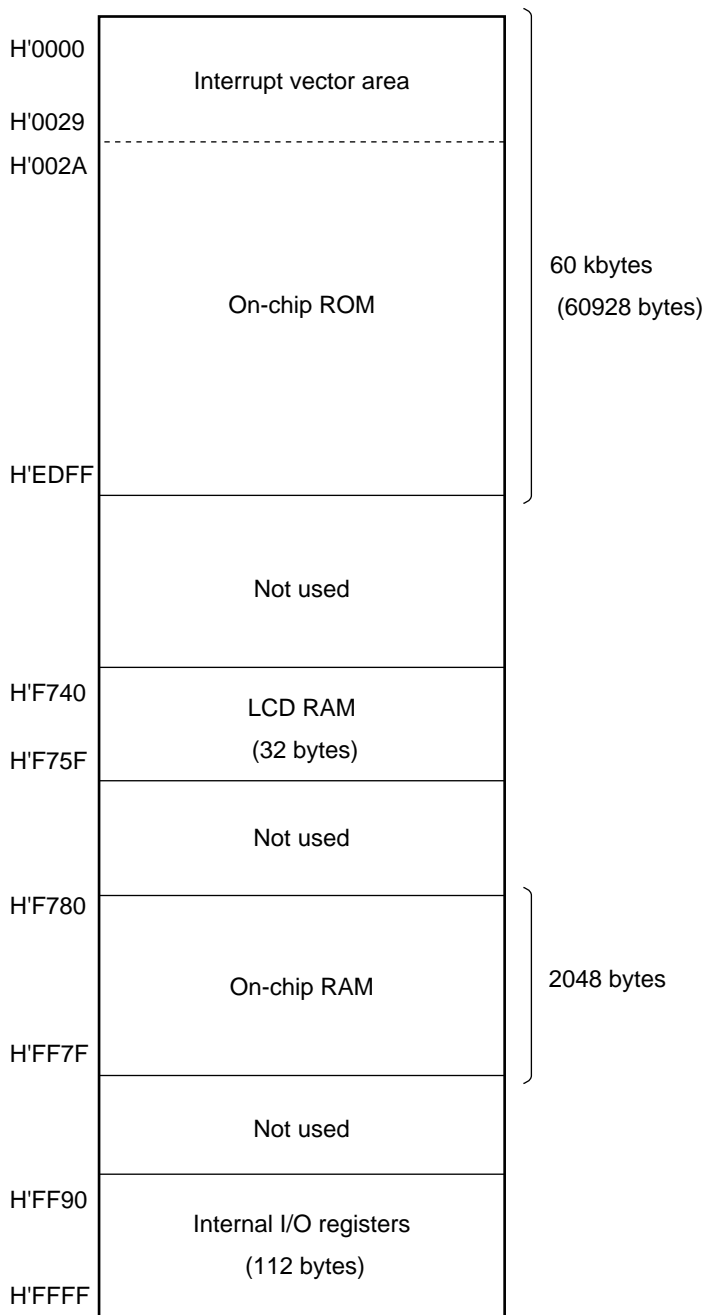 H'0000
Interrupt vector area
H'0029
H'002A
60 kbytes
(60928 bytes)
On-chip ROM
H'EDFF
Not used
H'F740
LCD RAM
(32 bytes)
H'F75F
Not used
H'F780
On-chip RAM
2048 bytes
H'FF7F
Not used
H'FF90
Internal I/O registers
(112 bytes)
H'FFFF